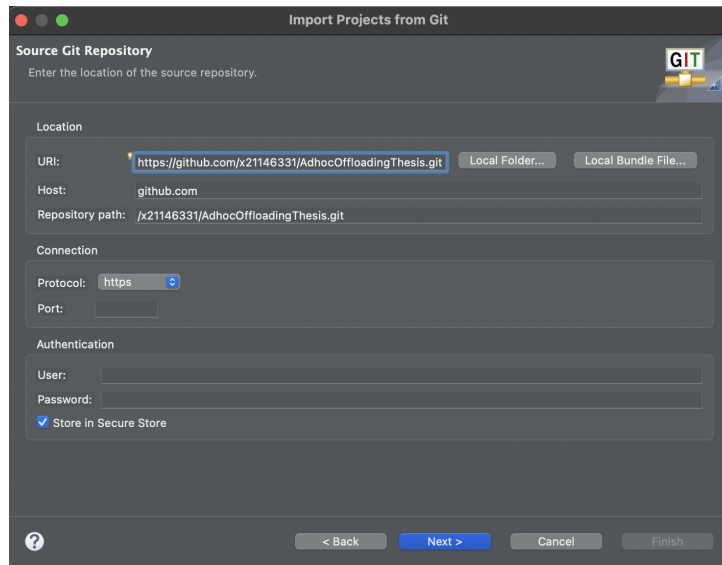 Import Projects from Git
Source Git Repository
Enter the location of the source repository.
GIT
Location
URI: https://github.com/x21146331/AdhocOffloadingThesis.git Local Folder... Local Bundle File...
Host: github.com
Repository path: /x21146331/AdhocOffloadingThesis.git
Connection
Protocol: https
Port:
Authentication
User:
Password:
Store in Secure Store
? < Back Next > Cancel Finish